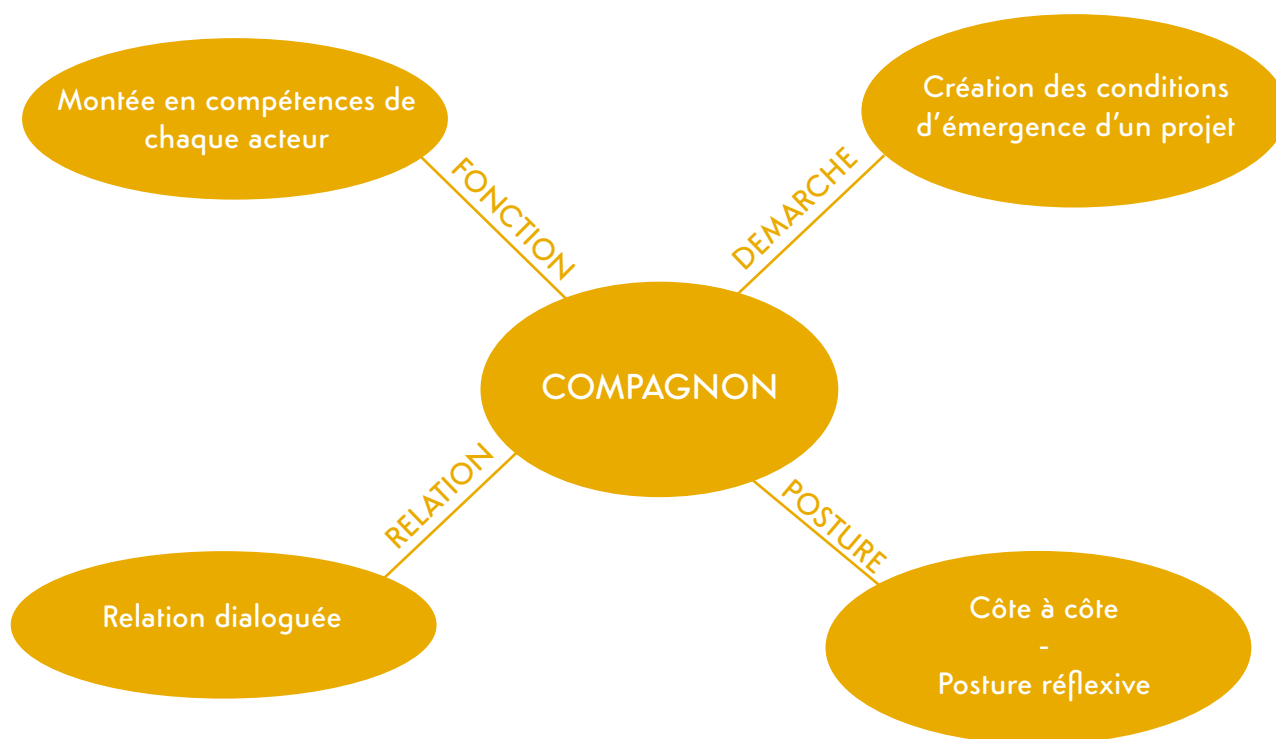 Montée en compétences de
chaque acteur
Création des conditions
d'émergence d'un projet
FONCTION
DEMARCHE
COMPAGNON
RELATION
POSTURE
Relation dialoguée
Côte à côte
-
Posture réflexive